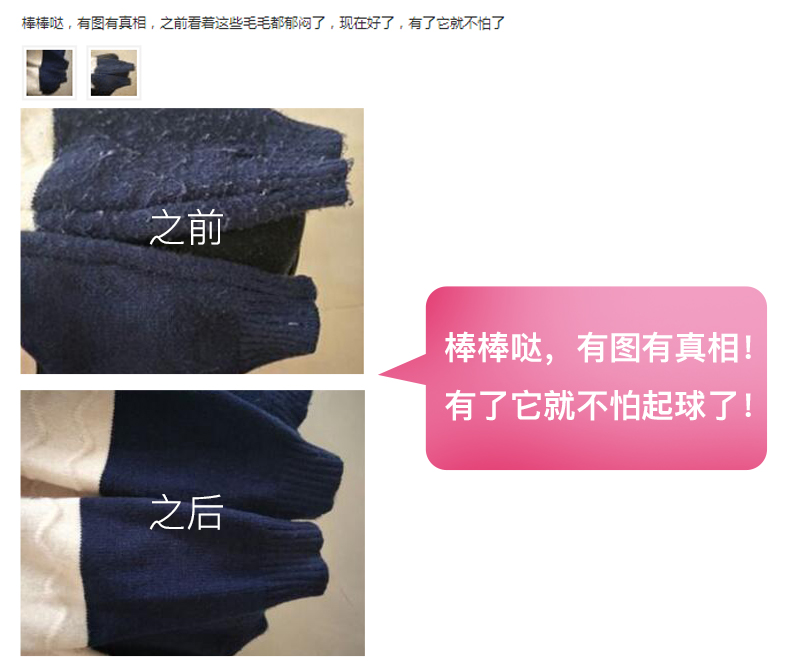 棒棒哒，有图有真相，之前看着这些毛毛都郁闷了，现在好了，有了它就不怕了
之前
棒棒哒，有图有真相！
有了它就不怕起球了！
之后